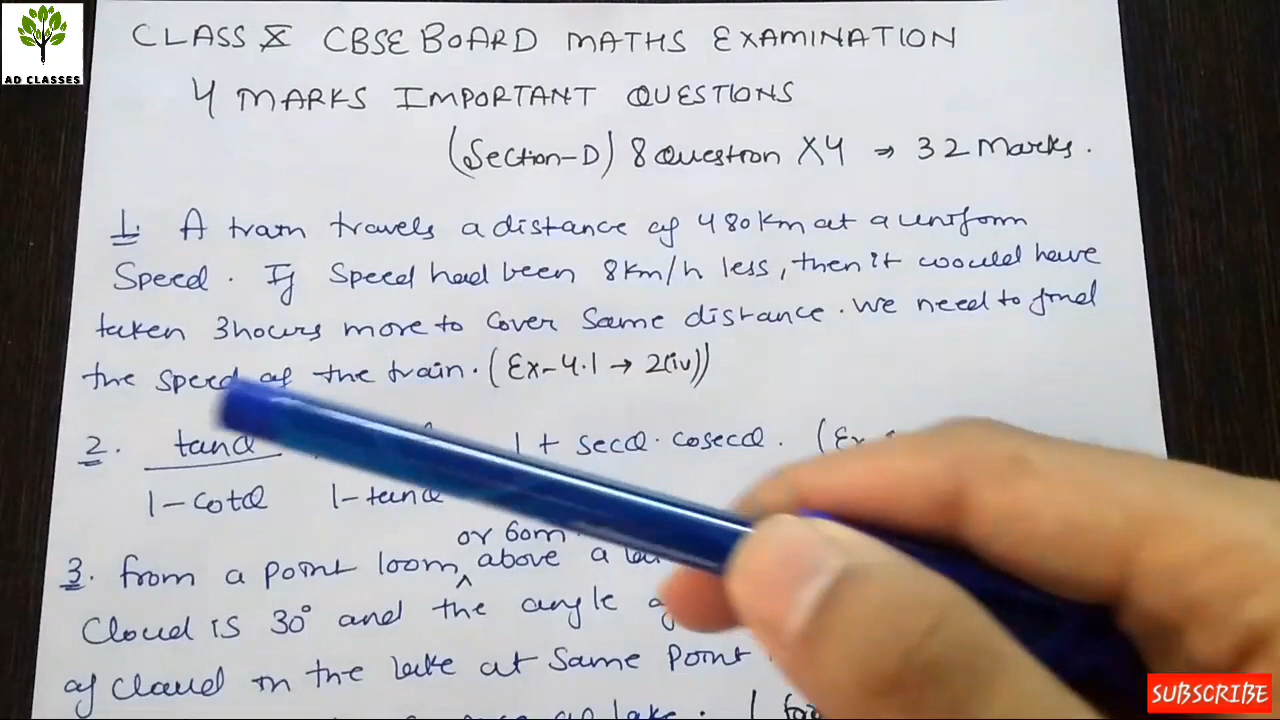 AD CLASSES
CLASS X CBSE BOARD MATHS EXAMINATION
4 MARKS IMPORTANT QUESTIONS
(Section-D) 8 Question X4 ⇒ 32 Marks.
1. A train travels a distance of 480km at a uniform
Speed. If Speed had been 8km/h less, then it would have
taken 3hours more to cover same distance. We need to find
the speed of the train. (Ex-4.1 → 2(iv))
2. tanθ 1 + secθ. cosecθ. (Ex
1-cotθ 1-tanθ
or 60m.
3. from a point 100m ^ above a
Cloud is 30° and the angle
of cloud in the lake at same point
lake.
SUBSCRIBE